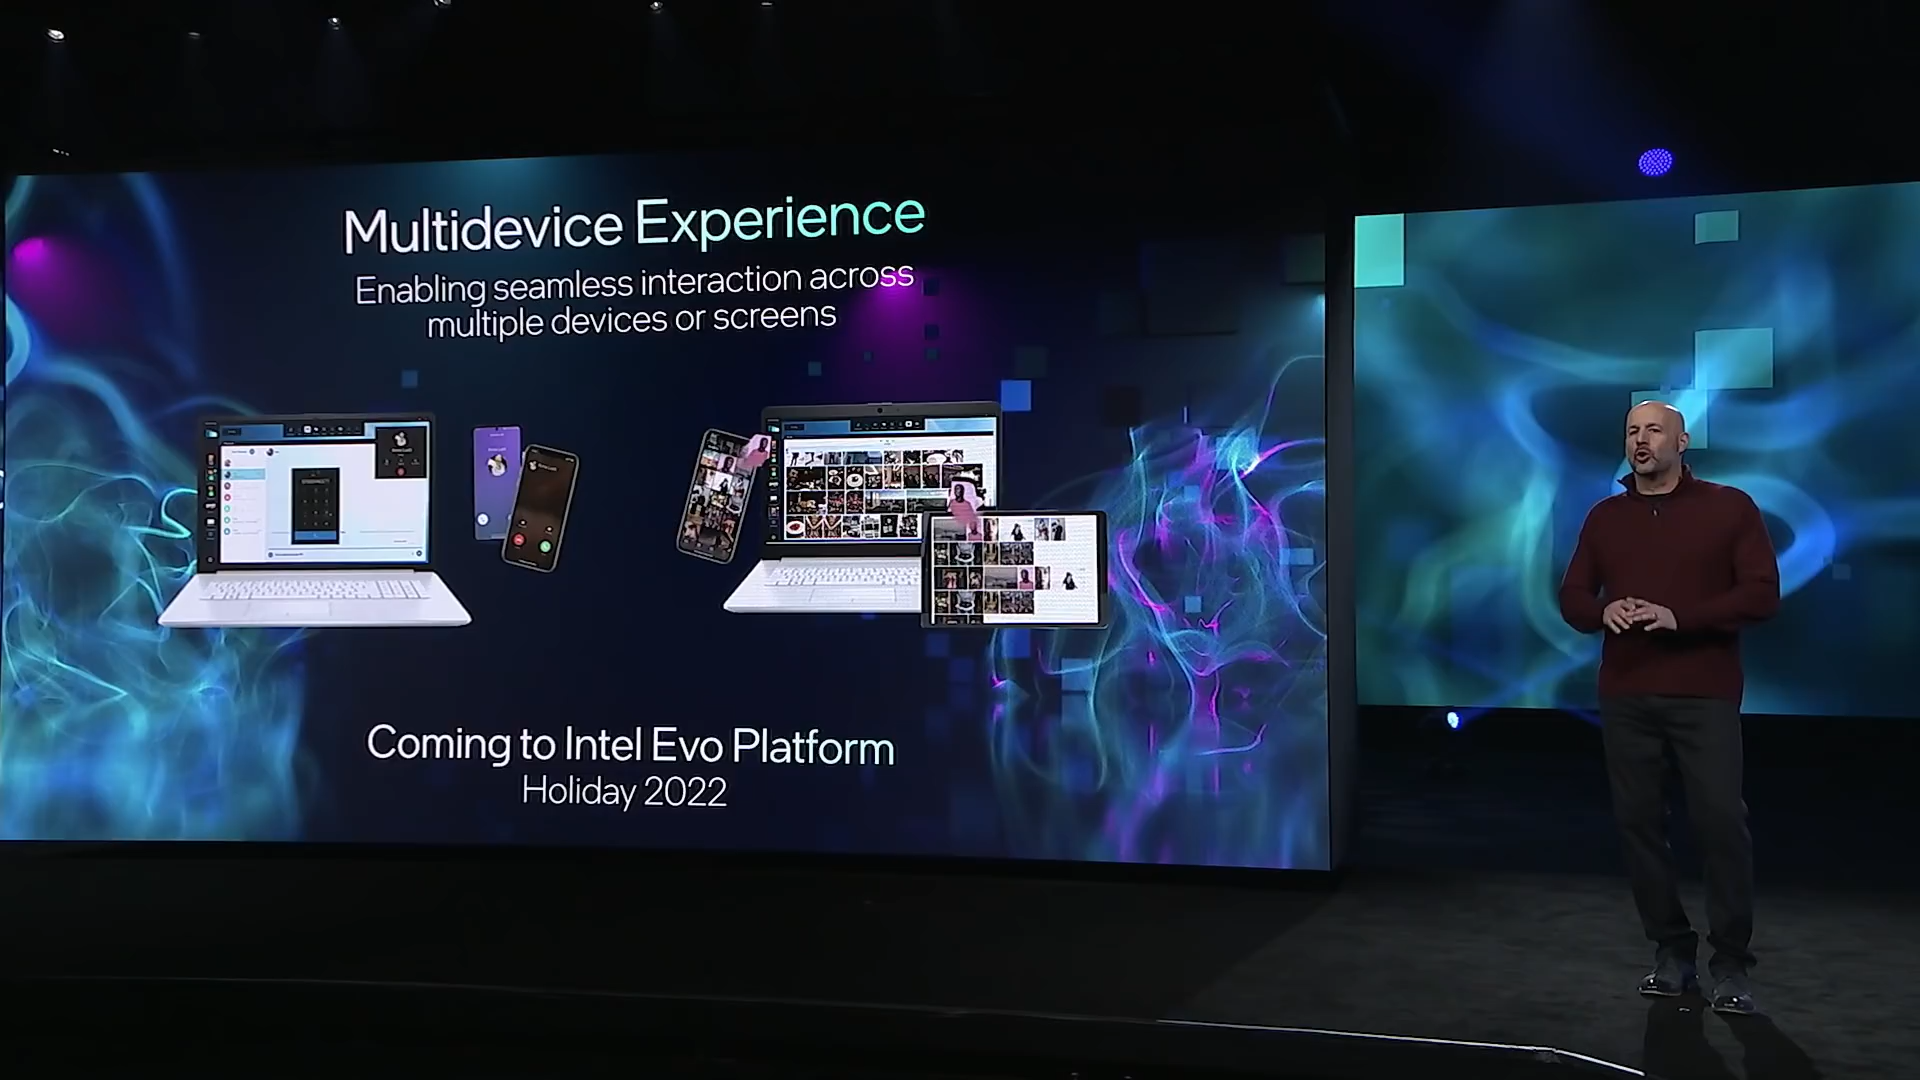 Multidevice Experience
Enabling seamless interaction across
multiple devices or screens
Coming to Intel Evo Platform
Holiday 2022